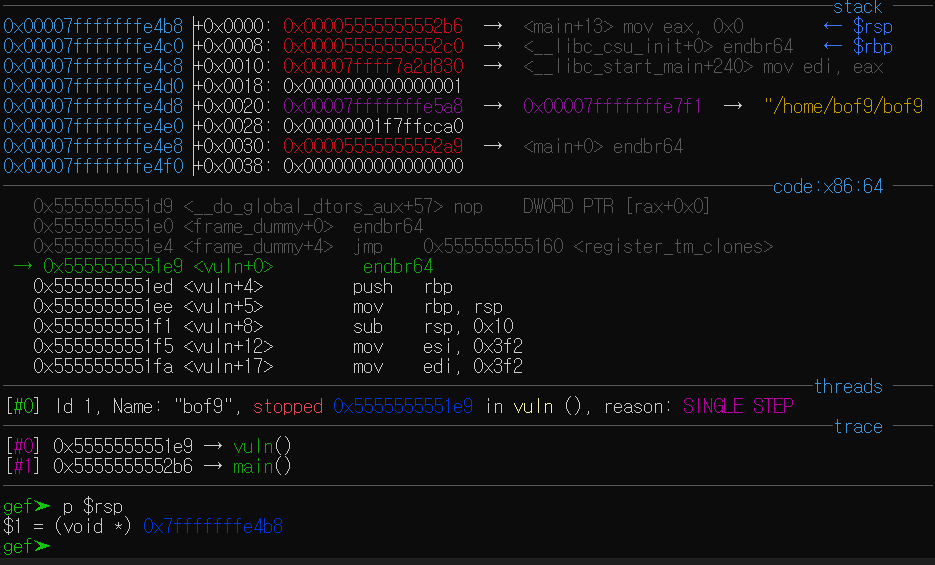 stack
0x00007fffffffe4b8│+0x0000: 0x00005555555552b6 → <main+13> mov eax, 0x0 ← $rsp
0x00007fffffffe4c0│+0x0008: 0x00005555555552c0 → <__libc_csu_init+0> endbr64 ← $rbp
0x00007fffffffe4c8│+0x0010: 0x00007ffff7a2d830 → <__libc_start_main+240> mov edi, eax
0x00007fffffffe4d0│+0x0018: 0x0000000000000001
0x00007fffffffe4d8│+0x0020: 0x00007fffffffe5a8 → 0x00007fffffffe7f1 → "/home/bof9/bof9
0x00007fffffffe4e0│+0x0028: 0x00000001f7ffcca0
0x00007fffffffe4e8│+0x0030: 0x00005555555552a9 → <main+0> endbr64
0x00007fffffffe4f0│+0x0038: 0x0000000000000000
code:x86:64
0x5555555551d9 <__do_global_dtors_aux+57> nop DWORD PTR [rax+0x0]
0x5555555551e0 <frame_dummy+0> endbr64
0x5555555551e4 <frame_dummy+4> jmp 0x555555555160 <register_tm_clones>
→ 0x5555555551e9 <vuln+0> endbr64
0x5555555551ed <vuln+4> push rbp
0x5555555551ee <vuln+5> mov rbp, rsp
0x5555555551f1 <vuln+8> sub rsp, 0x10
0x5555555551f5 <vuln+12> mov esi, 0x3f2
0x5555555551fa <vuln+17> mov edi, 0x3f2
threads
[#0] Id 1, Name: "bof9", stopped 0x5555555551e9 in vuln (), reason: SINGLE STEP
trace
[#0] 0x5555555551e9 → vuln()
[#1] 0x5555555552b6 → main()
gef➤ p $rsp
$1 = (void *) 0x7fffffffe4b8
gef➤